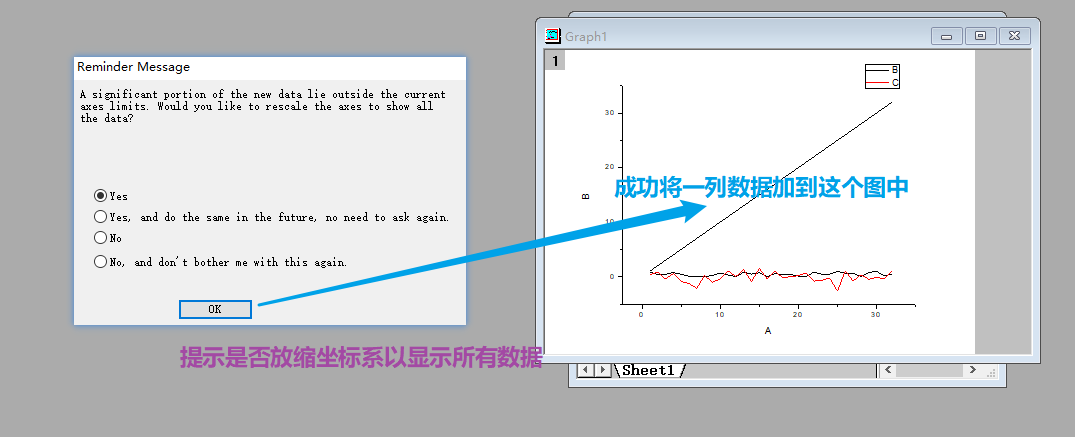 Reminder Message
A significant portion of the new data lie outside the current
axes limits. Would you like to rescale the axes to show all
the data?
Yes
Yes, and do the same in the future, no need to ask again.
No
No, and don't bother me with this again.
OK
提示是否放缩坐标系以显示所有数据
Graph1
1
B
C
30
20
10
0
B
0
10
20
30
A
成功将一列数据加到这个图中
Sheet1